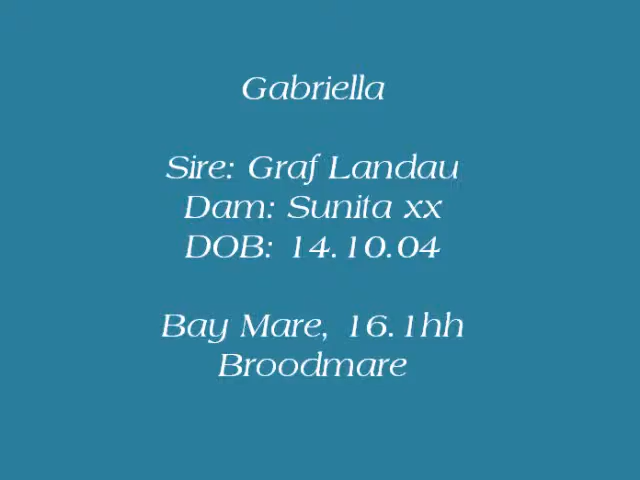 Gabriella
Sire: Graf Landau
Dam: Sunita xx
DOB: 14.10.04
Bay Mare, 16.1hh
Broodmare